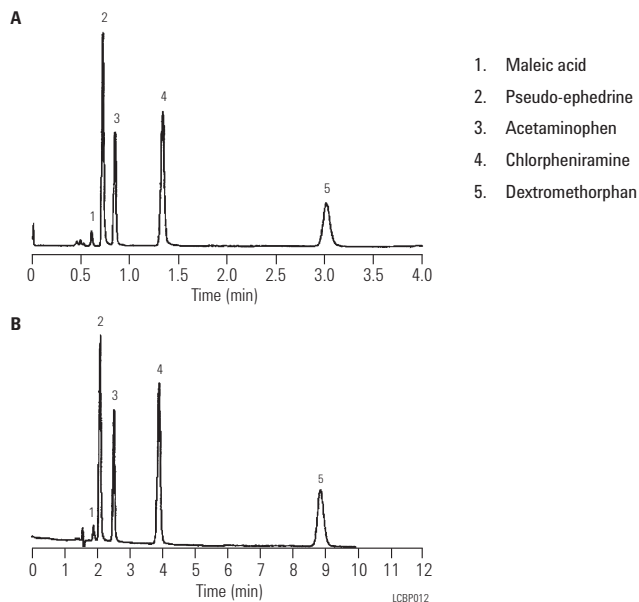 A
2
3
4
1
5
0 0.5 1.0 1.5 2.0 2.5 3.0 3.5 4.0
Time (min)
1. Maleic acid
2. Pseudo-ephedrine
3. Acetaminophen
4. Chlorpheniramine
5. Dextromethorphan
B
2
3
4
1
5
0 1 2 3 4 5 6 7 8 9 10 11 12
Time (min)
LCBP012